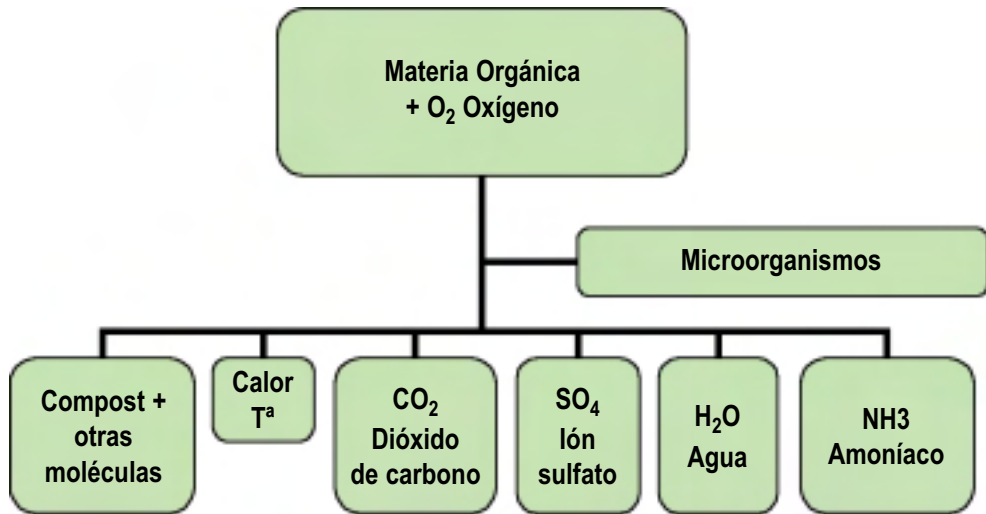 Materia Orgánica
+ O₂ Oxígeno
Microorganismos
Compost +
otras
moléculas
Calor
Tª
CO₂
Dióxido
de carbono
SO₄
Ión
sulfato
H₂O
Agua
NH3
Amoníaco